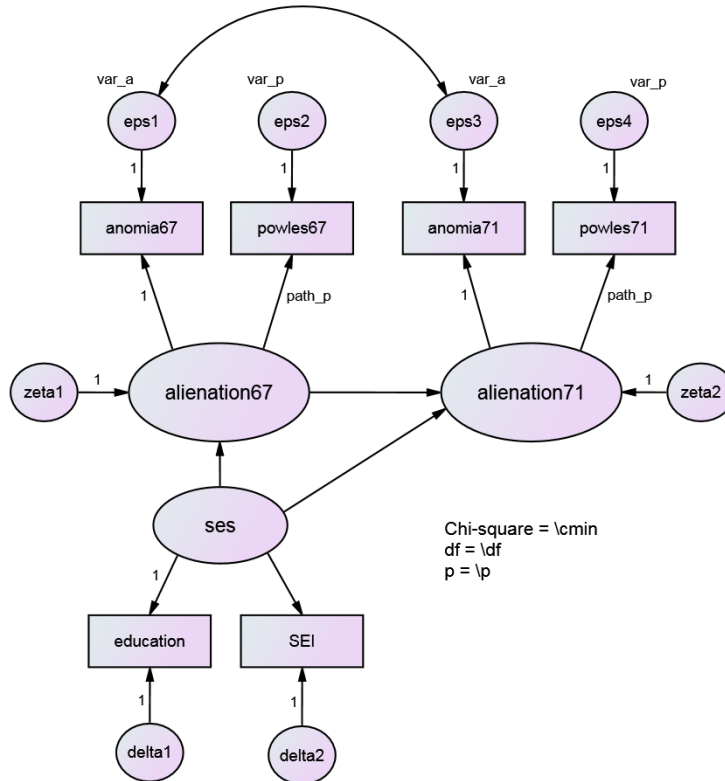 var_a
var_p
var_a
var_p
eps1
eps2
eps3
eps4
1
1
1
1
anomia67
powles67
anomia71
powles71
1
path_p
1
path_p
zeta1
1
alienation67
alienation71
1
zeta2
ses
Chi-square = \cmin
df = \df
p = \p
1
education
SEI
1
1
delta1
delta2